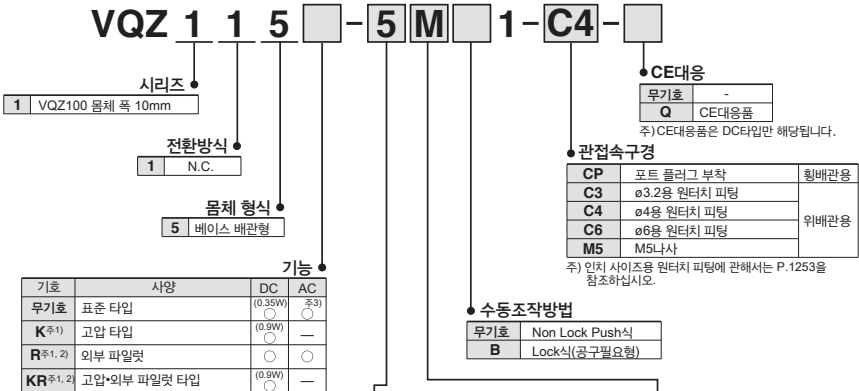 VQZ 1 1 5 - 5 M 1 - C4 -
시리즈
1 VQZ100 몸체 폭 10mm
전환방식
1 N.C.
몸체 형식
5 베이스 배관형
기능
기호 사양 DC AC
무기호 표준 타입 (0.35W) ○ 주3) ○
K주1) 고압 타입 (0.9W) ○ —
R주1, 2) 외부 파일럿 ○ ○
KR주1, 2) 고압•외부 파일럿 타입 (0.9W) ○ —
CE대응
무기호 -
Q CE대응품
주) CE대응품은 DC타입만 해당됩니다.
관접속구경
CP 포트 플러그 부착 횡배관용
C3 ø3.2용 원터치 피팅
C4 ø4용 원터치 피팅
C6 ø6용 원터치 피팅
M5 M5나사
위배관용
주) 인치 사이즈용 원터치 피팅에 관해서는 P.1253을
참조하십시오.
수동조작방법
무기호 Non Lock Push식
B Lock식(공구필요형)